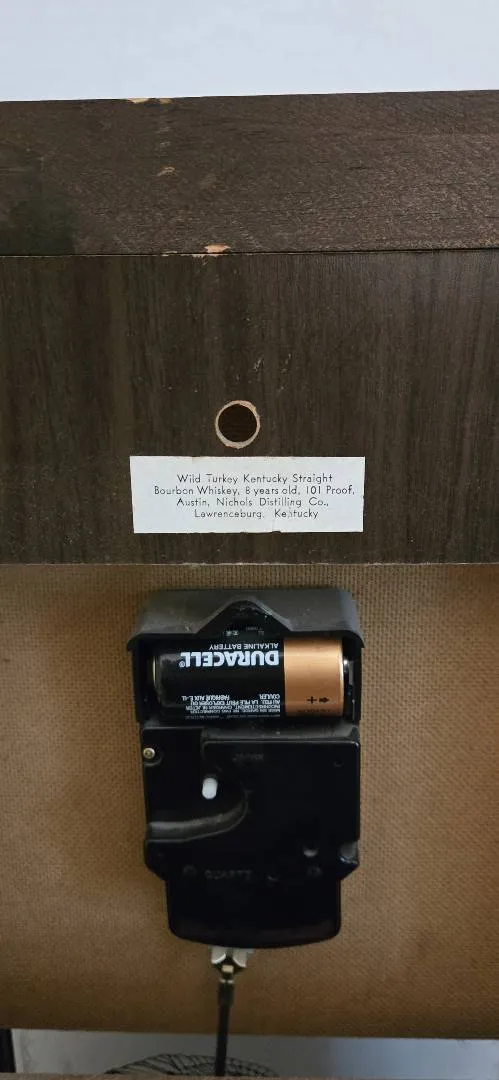 Wild Turkey Kentucky Straight
Bourbon Whiskey, 8 years old, 101 Proof,
Austin, Nichols Distilling Co.,
Lawrenceburg, Kentucky
DURACELL®
ALKALINE BATTERY
+
JAPAN
QUARTZ